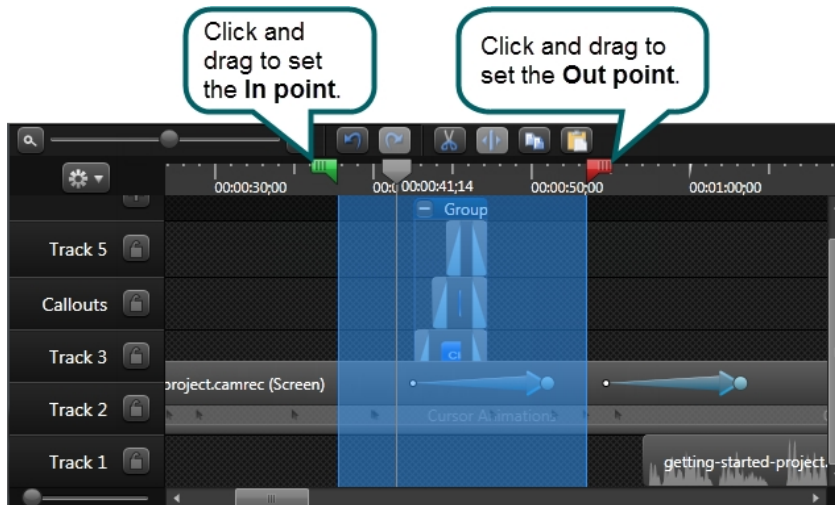 Click and
drag to set
the In point.
Click and drag to
set the Out point.
00:00:30;00
00:00:41;14
00:00:50;00
00:01:00;00
Group
Track 5
Callouts
Track 3
project.camrec (Screen)
Track 2
Cursor Animations
Track 1
getting-started-project.